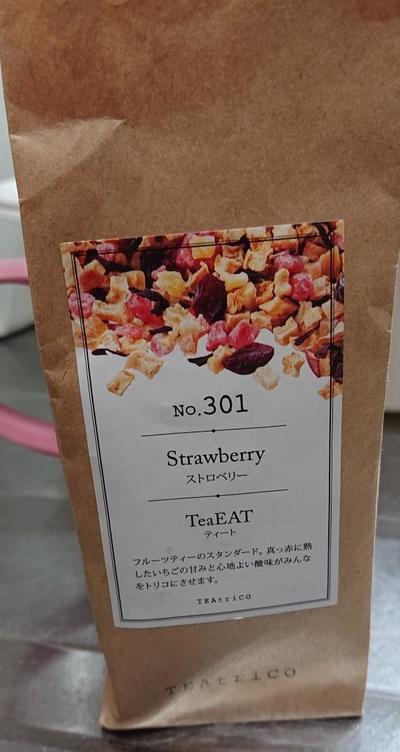 No.301
Strawberry
ストロベリー
TeaEAT
ティート
フルーツティーのスタンダード。真っ赤に熟
したいちごの甘みと心地よい酸味がみんな
をトリコにさせます。
TEAtriCO
TEAtriCO